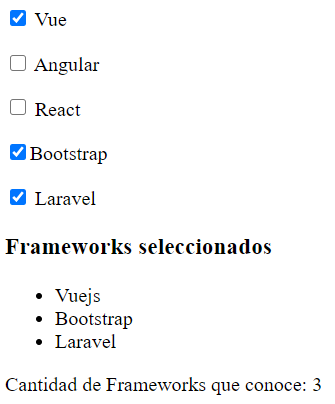 Vue
Angular
React
Bootstrap
Laravel
Frameworks seleccionados
Vuejs
Bootstrap
Laravel
Cantidad de Frameworks que conoce: 3